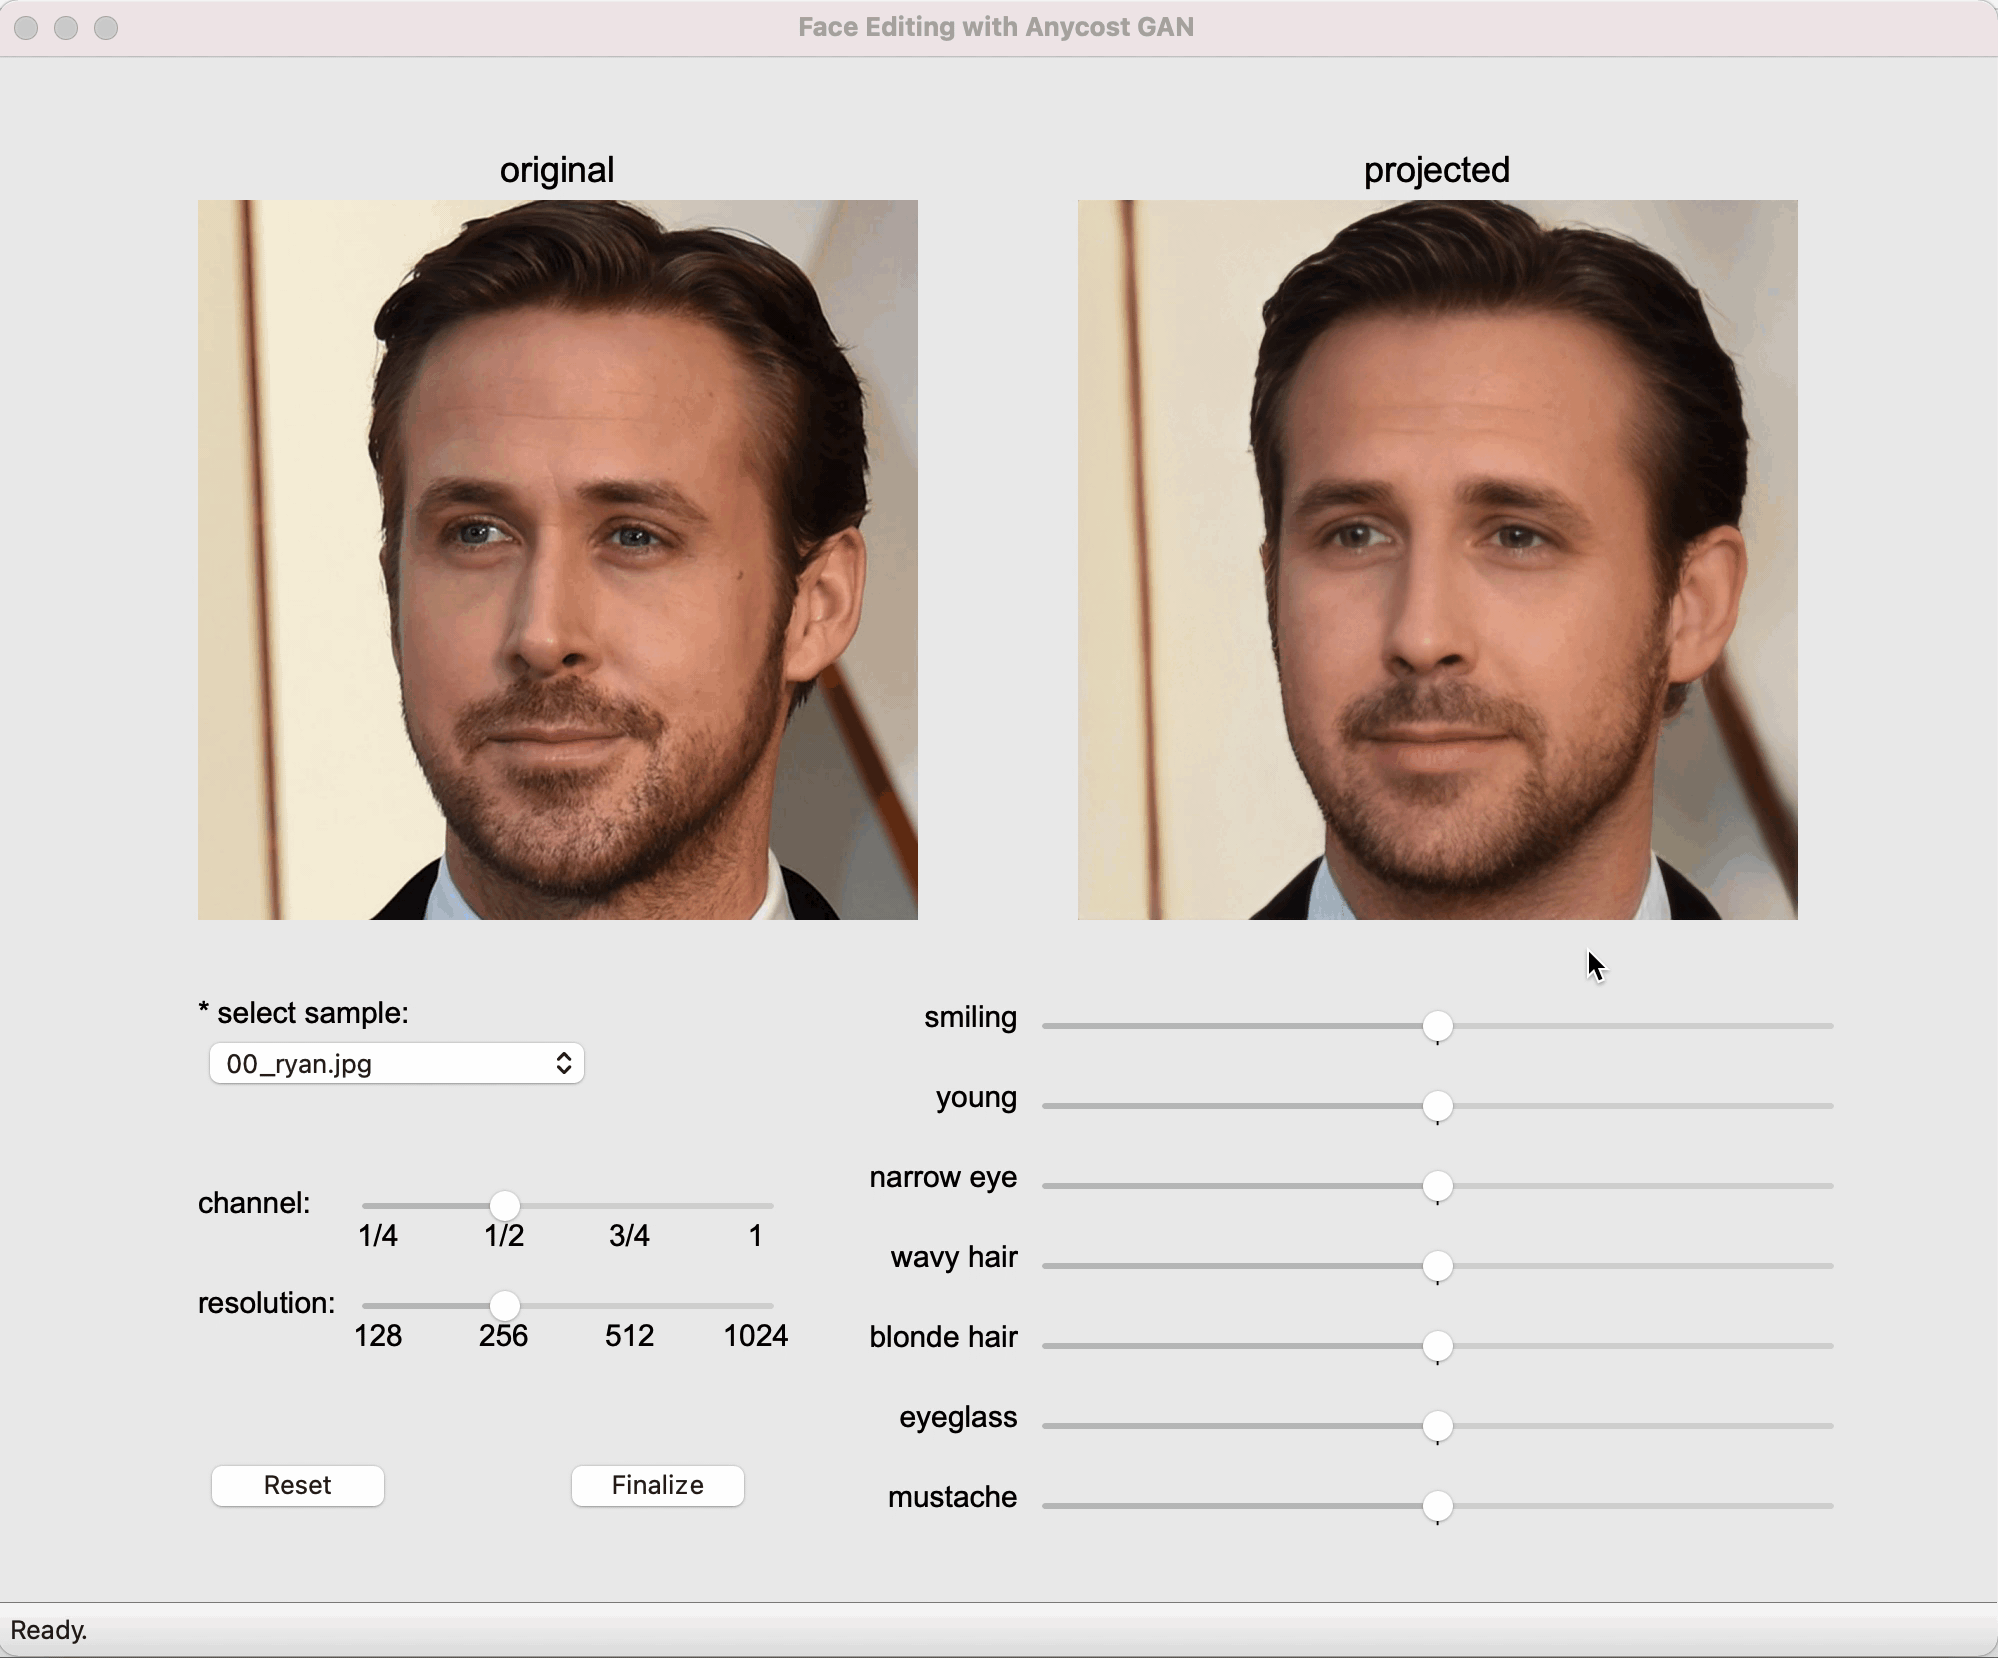 Face Editing with Anycost GAN
original
projected
* select sample:
00_ryan.jpg
channel:
1/4 1/2 3/4 1
resolution:
128 256 512 1024
Reset Finalize
smiling
young
narrow eye
wavy hair
blonde hair
eyeglass
mustache
Ready.